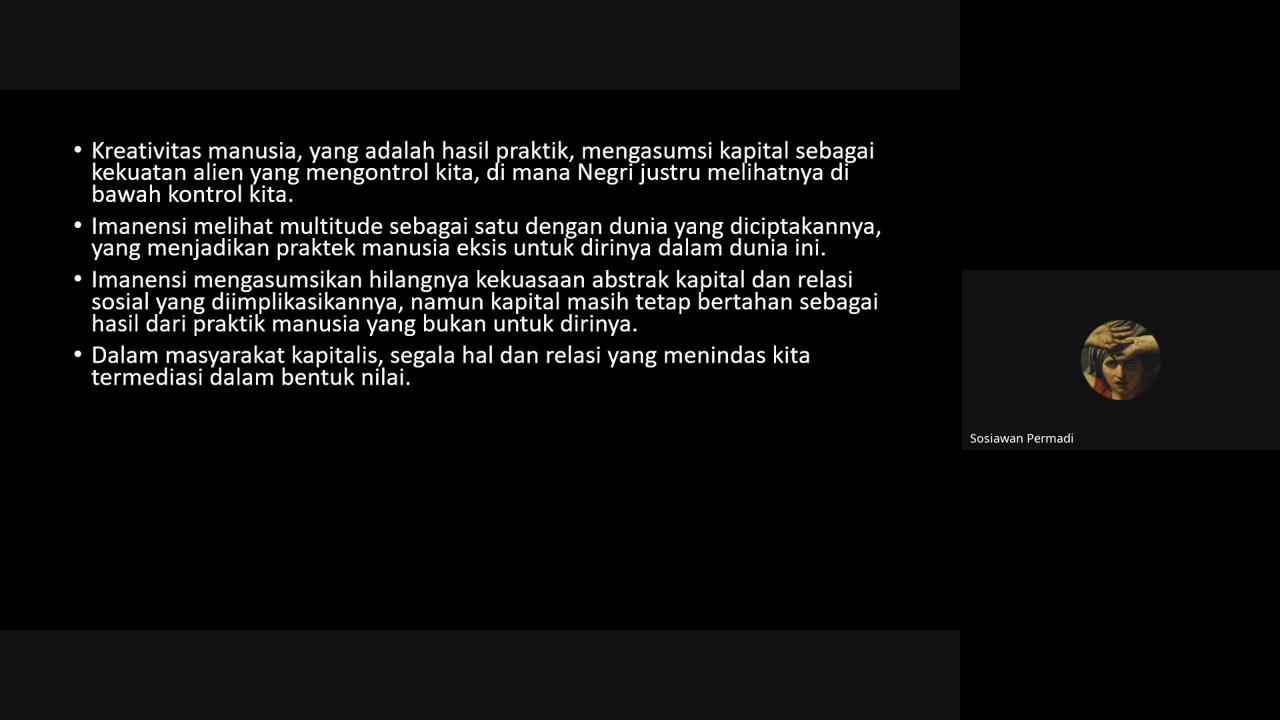 • Kreativitas manusia, yang adalah hasil praktik, mengasumsi kapital sebagai
kekuatan alien yang mengontrol kita, di mana Negri justru melihatnya di
bawah kontrol kita.
• Imanensi melihat multitude sebagai satu dengan dunia yang diciptakannya,
yang menjadikan praktek manusia eksis untuk dirinya dalam dunia ini.
• Imanensi mengasumsikan hilangnya kekuasaan abstrak kapital dan relasi
sosial yang diimplikasikannya, namun kapital masih tetap bertahan sebagai
hasil dari praktik manusia yang bukan untuk dirinya.
• Dalam masyarakat kapitalis, segala hal dan relasi yang menindas kita
termediasi dalam bentuk nilai.
Sosiawan Permadi